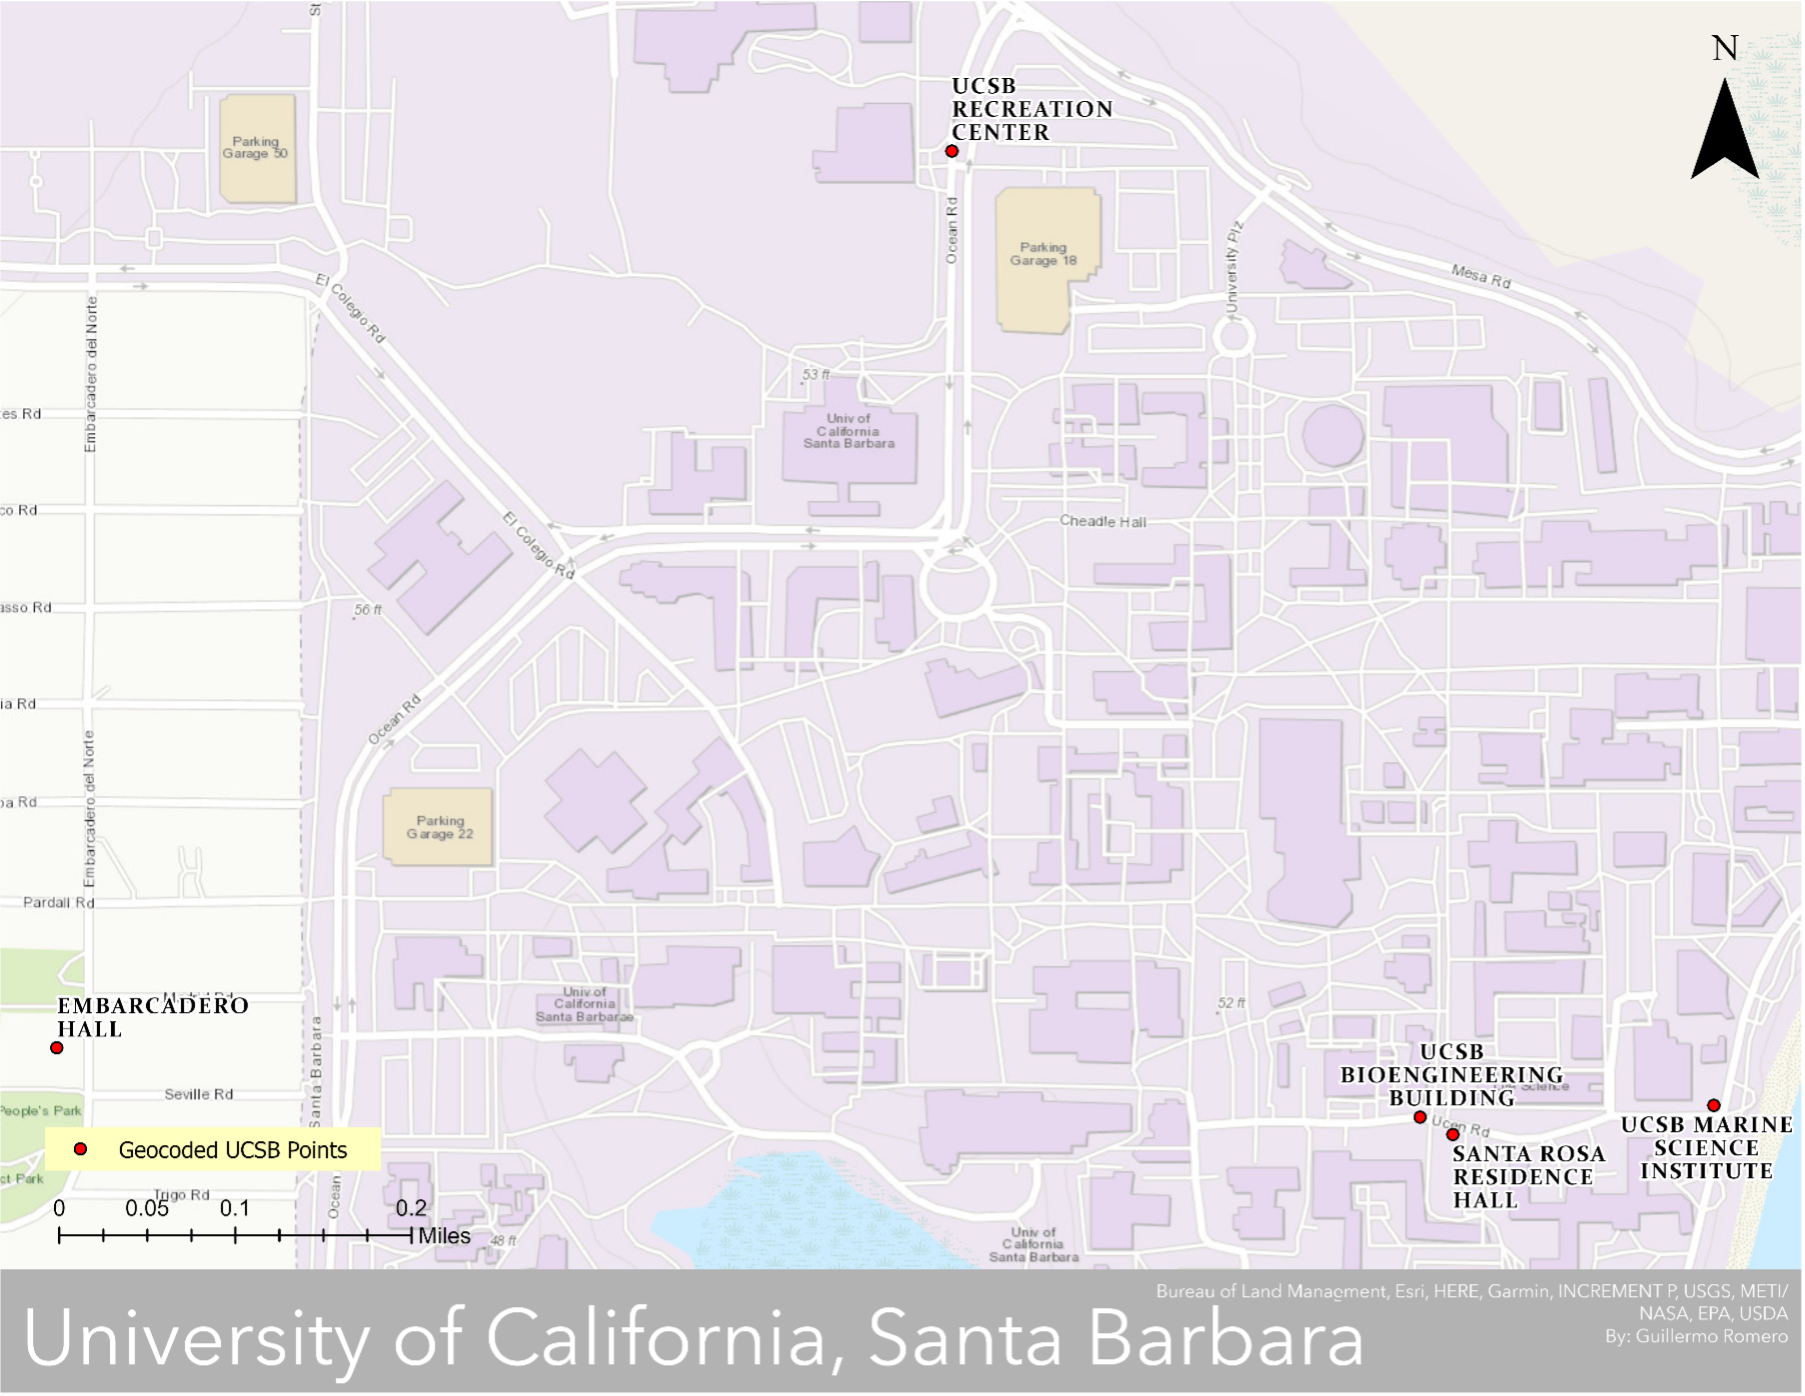 St
N
UCSB
RECREATION
CENTER
Parking
Garage 50
Ocean Rd
Parking
Garage 18
University Plz
Mesa Rd
El Colegio Rd
Embarcadero del Norte
53 ft
es Rd
Univ of
California
Santa Barbara
co Rd
El Colegio Rd
Cheadle Hall
asso Rd
56 ft
ia Rd
Ocean Rd
Embarcadero del Norte
pa Rd
Parking
Garage 22
Pardall Rd
Univ of
California
Santa Barbarae
52 ft
EMBARCADERO
HALL
Santa Barbara
UCSB
BIOENGINEERING
BUILDING
Science
Seville Rd
People's Park
Ucen Rd
UCSB MARINE
SCIENCE
INSTITUTE
SANTA ROSA
RESIDENCE
HALL
Geocoded UCSB Points
ct Park
Trigo Rd
Ocean
0 0.05 0.1 0.2
Miles
48 ft
Univ of
California
Santa Barbara
University of California, Santa Barbara
Bureau of Land Managment, Esri, HERE, Garmin, INCREMENT P, USGS, METI/
NASA, EPA, USDA
By: Guillermo Romero